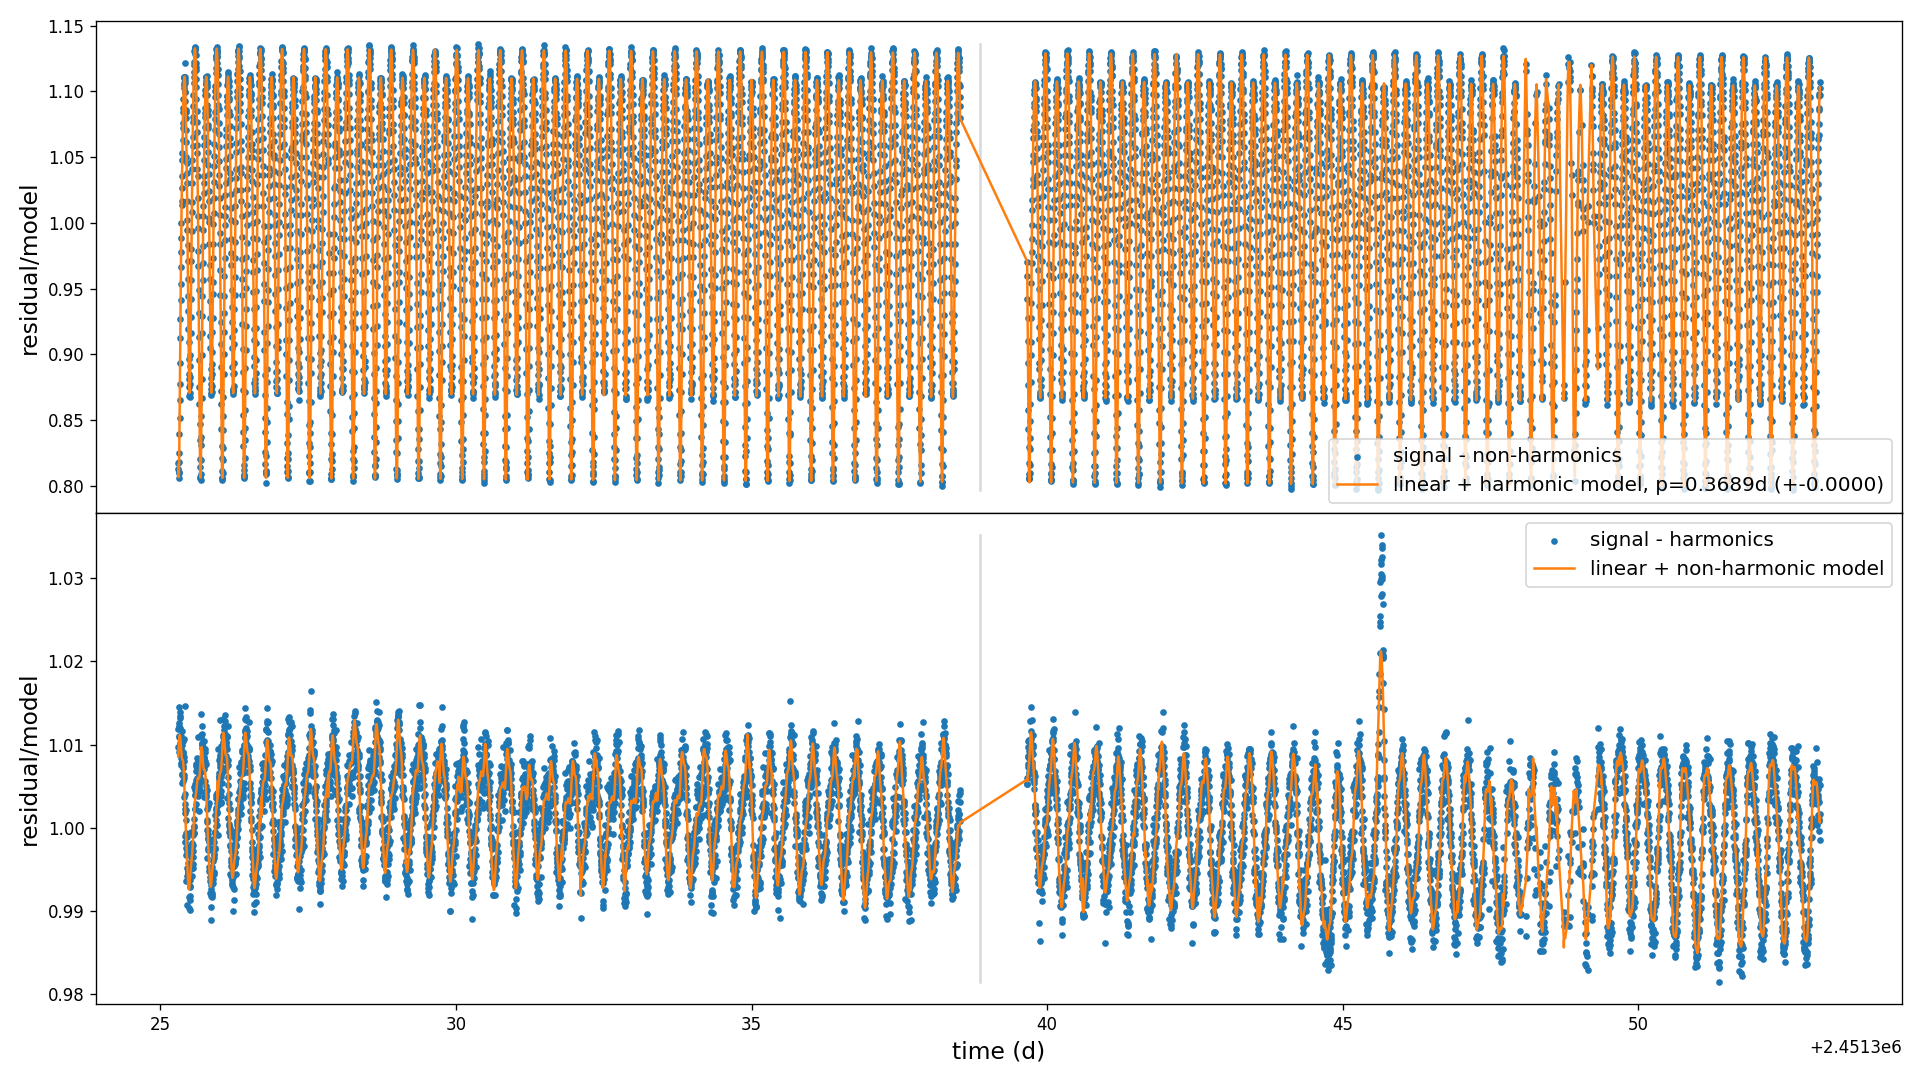 1.15
1.10
1.05
1.00
0.95
0.90
0.85
0.80
residual/model
signal - non-harmonics
linear + harmonic model, p=0.3689d (+-0.0000)
1.03
1.02
1.01
1.00
0.99
0.98
residual/model
signal - harmonics
linear + non-harmonic model
25
30
35
40
45
50
time (d)
+2.4513e6